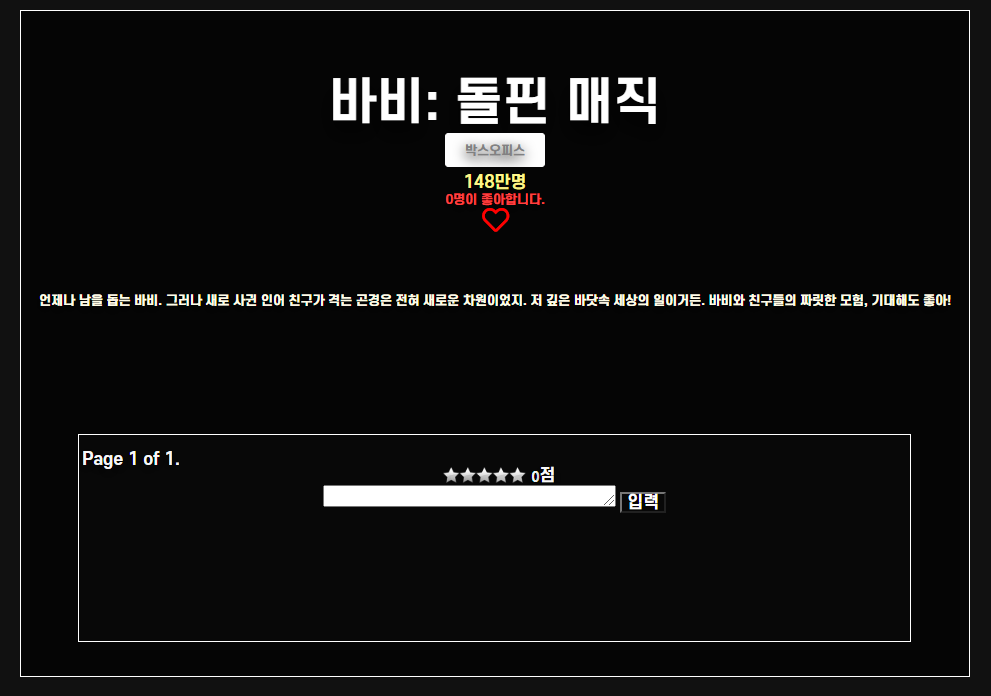 바비: 돌핀 매직
박스오피스
148만명
0명이 좋아합니다.
언제나 남을 돕는 바비. 그러나 새로 사귄 인어 친구가 겪는 곤경은 전혀 새로운 차원이었지. 저 깊은 바닷속 세상의 일이거든. 바비와 친구들의 짜릿한 모험, 기대해도 좋아!
Page 1 of 1.
0점
입력